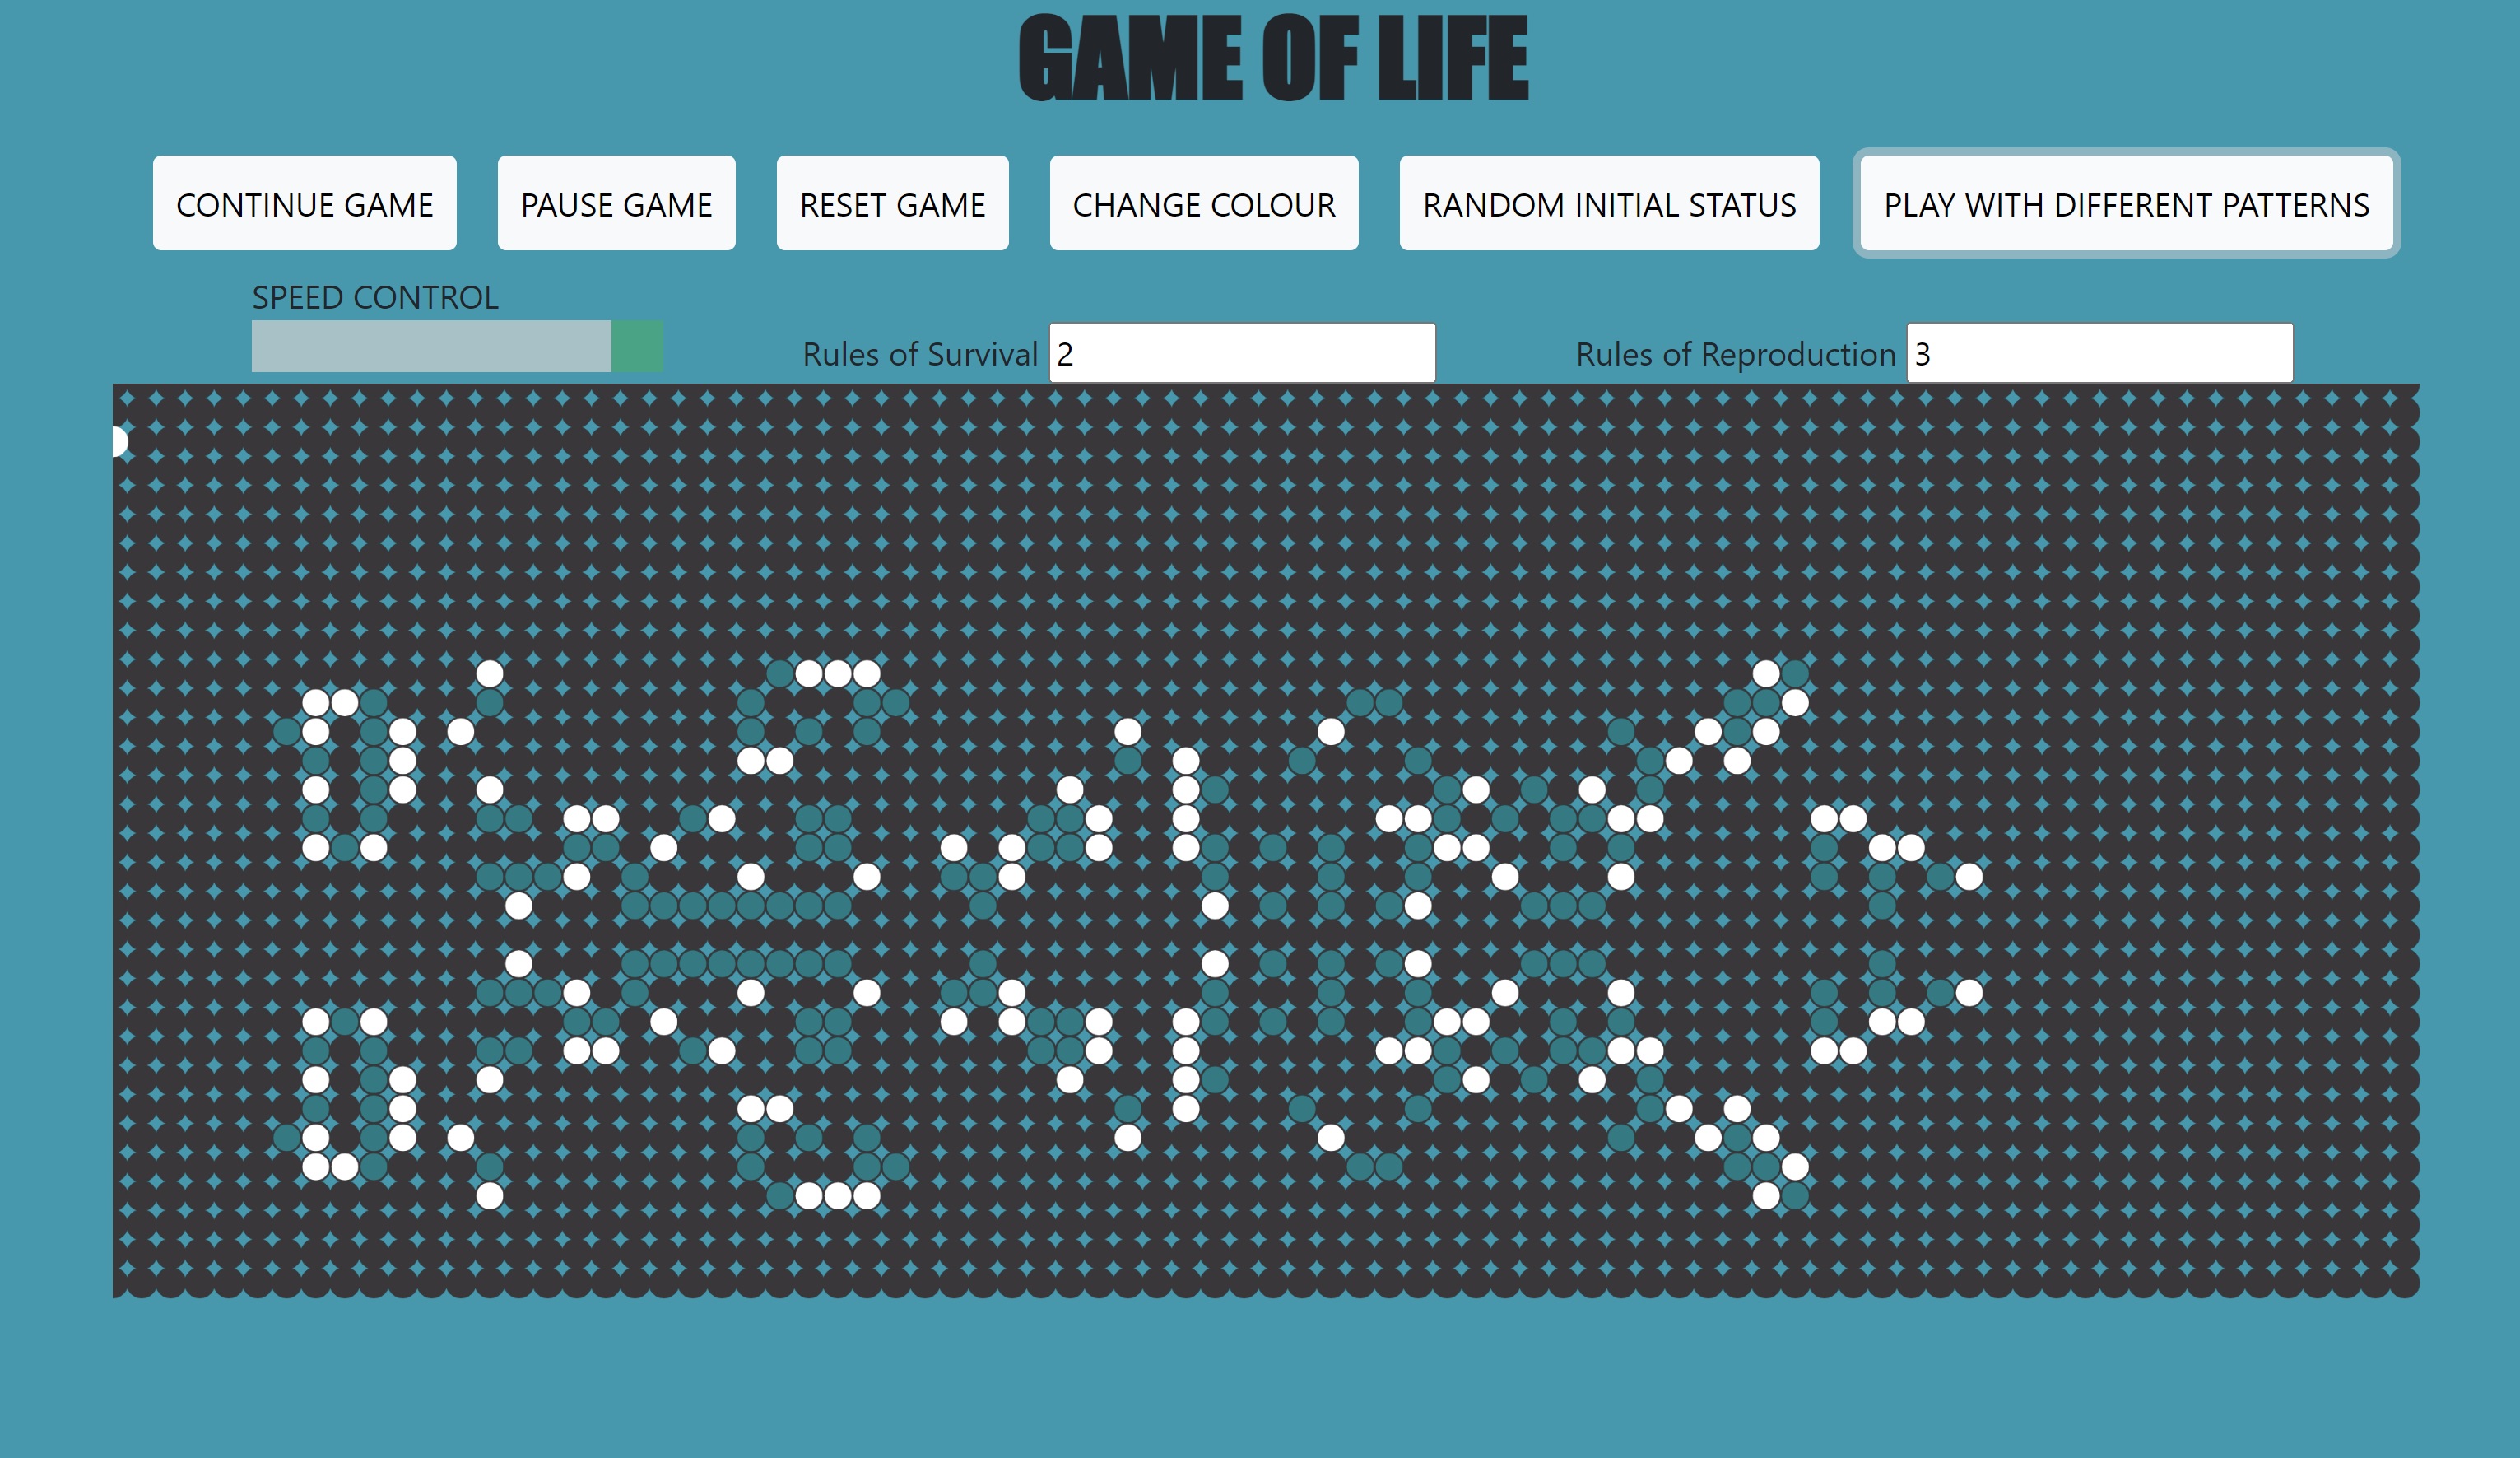 GAME OF LIFE
CONTINUE GAME PAUSE GAME RESET GAME CHANGE COLOUR RANDOM INITIAL STATUS PLAY WITH DIFFERENT PATTERNS
SPEED CONTROL
Rules of Survival 2 Rules of Reproduction 3